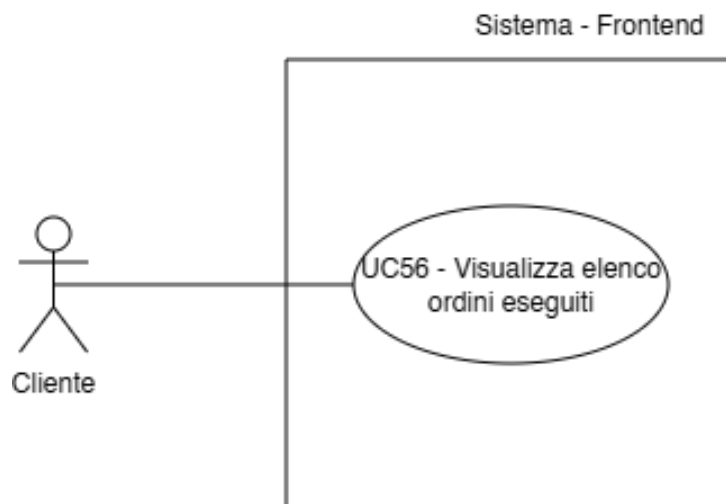 Sistema - Frontend
UC56 - Visualizza elenco
ordini eseguiti
Cliente